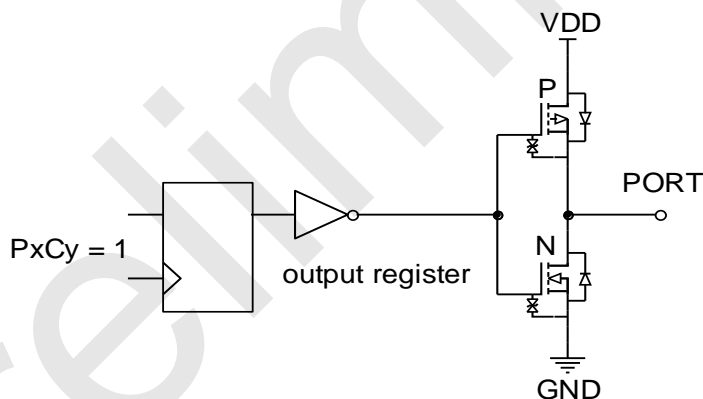 VDD
P
PORT
PxCy = 1
N
output register
GND